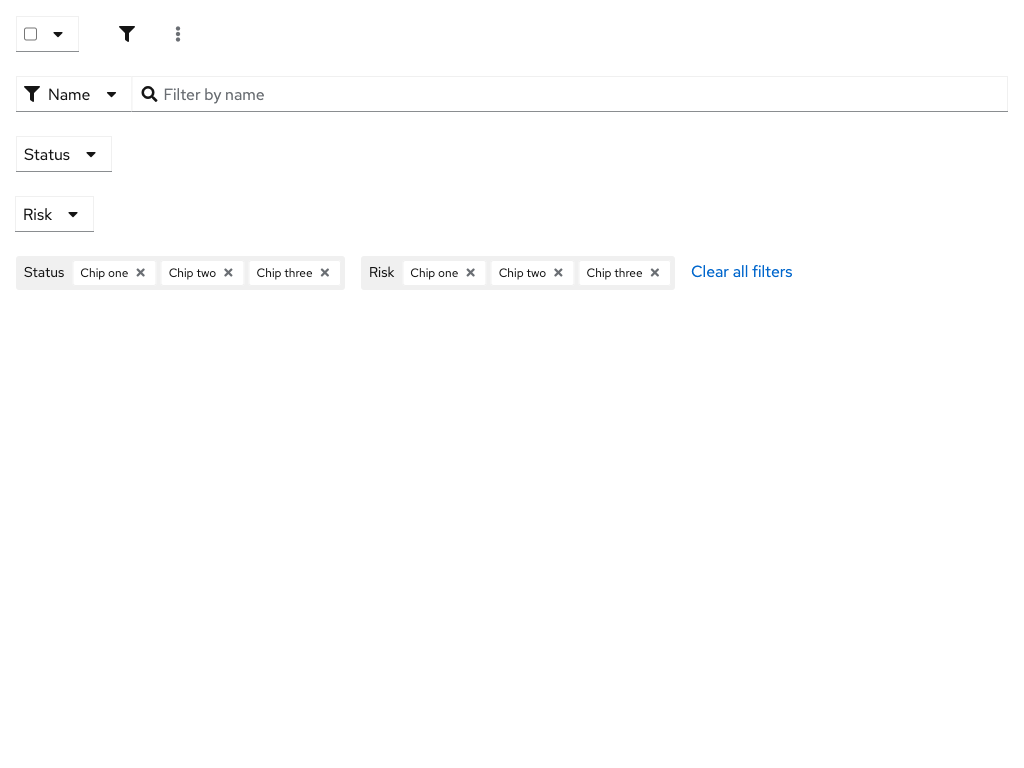 Name Filter by name
Status
Risk
Status Chip one Chip two Chip three Risk Chip one Chip two Chip three Clear all filters